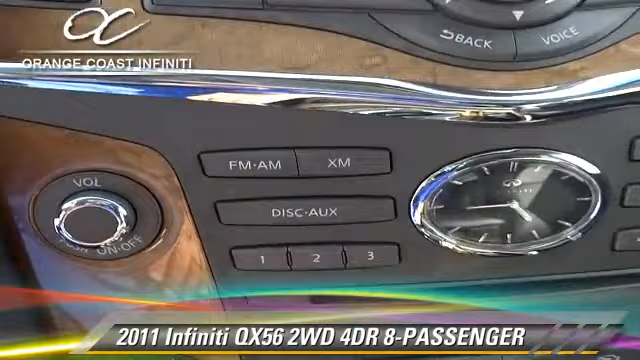 OC
ORANGE COAST INFINITI
BACK
VOICE
FM·AM
XM
VOL
DISC·AUX
ON·OFF
1
2
3
2011 Infiniti QX56 2WD 4DR 8-PASSENGER